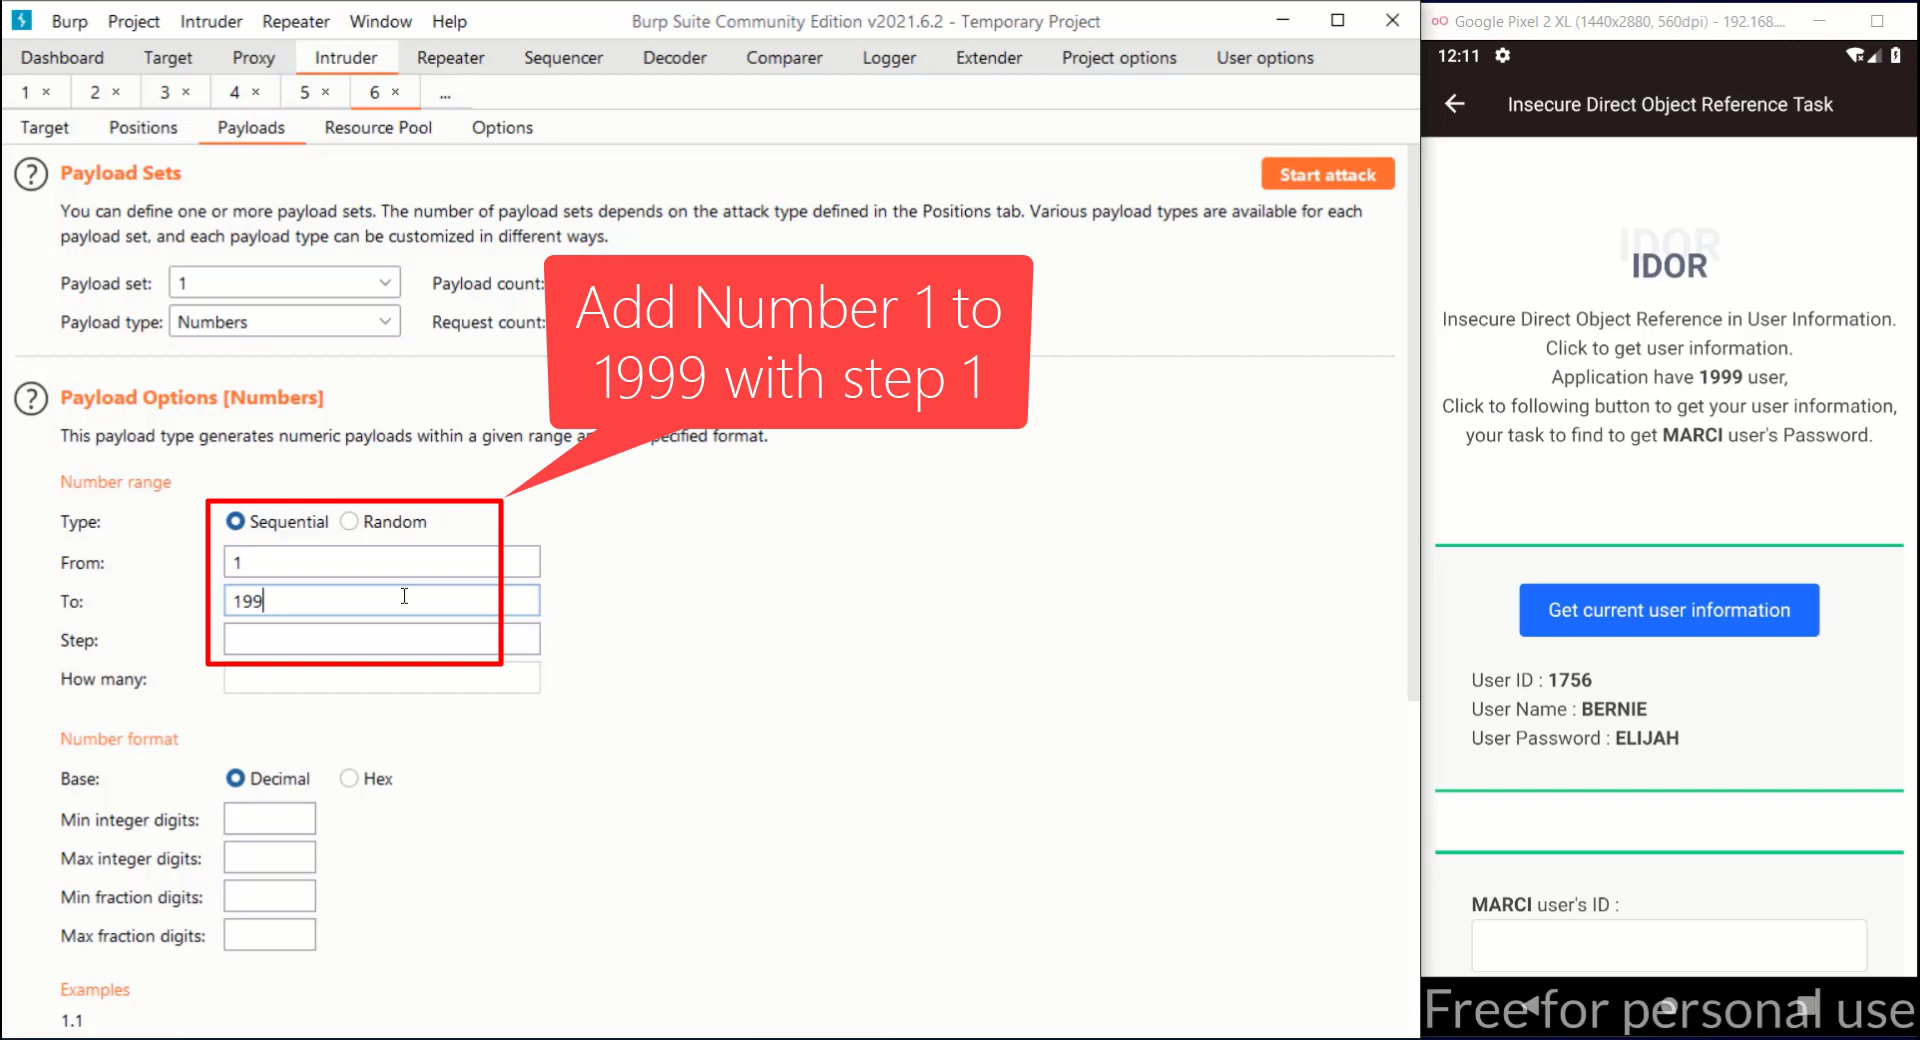 Burp Project Intruder Repeater Window Help
Burp Suite Community Edition v2021.6.2 - Temporary Project
Dashboard Target Proxy Intruder Repeater Sequencer Decoder Comparer Logger Extender Project options User options
1 × 2 × 3 × 4 × 5 × 6 × ...
Target Positions Payloads Resource Pool Options
? Payload Sets
Start attack
You can define one or more payload sets. The number of payload sets depends on the attack type defined in the Positions tab. Various payload types are available for each
payload set, and each payload type can be customized in different ways.
Payload set: 1 Payload count:
Payload type: Numbers Request count:
Add Number 1 to
1999 with step 1
? Payload Options [Numbers]
This payload type generates numeric payloads within a given range a pecified format.
Number range
Type: Sequential Random
From: 1
To: 199
Step:
How many:
Number format
Base: Decimal Hex
Min integer digits:
Max integer digits:
Min fraction digits:
Max fraction digits:
Examples
1.1
Google Pixel 2 XL (1440x2880, 560dpi) - 192.168....
12:11
Insecure Direct Object Reference Task
IDOR
IDOR
Insecure Direct Object Reference in User Information.
Click to get user information.
Application have 1999 user,
Click to following button to get your user information,
your task to find to get MARCI user's Password.
Get current user information
User ID : 1756
User Name : BERNIE
User Password : ELIJAH
MARCI user's ID :
Free for personal use